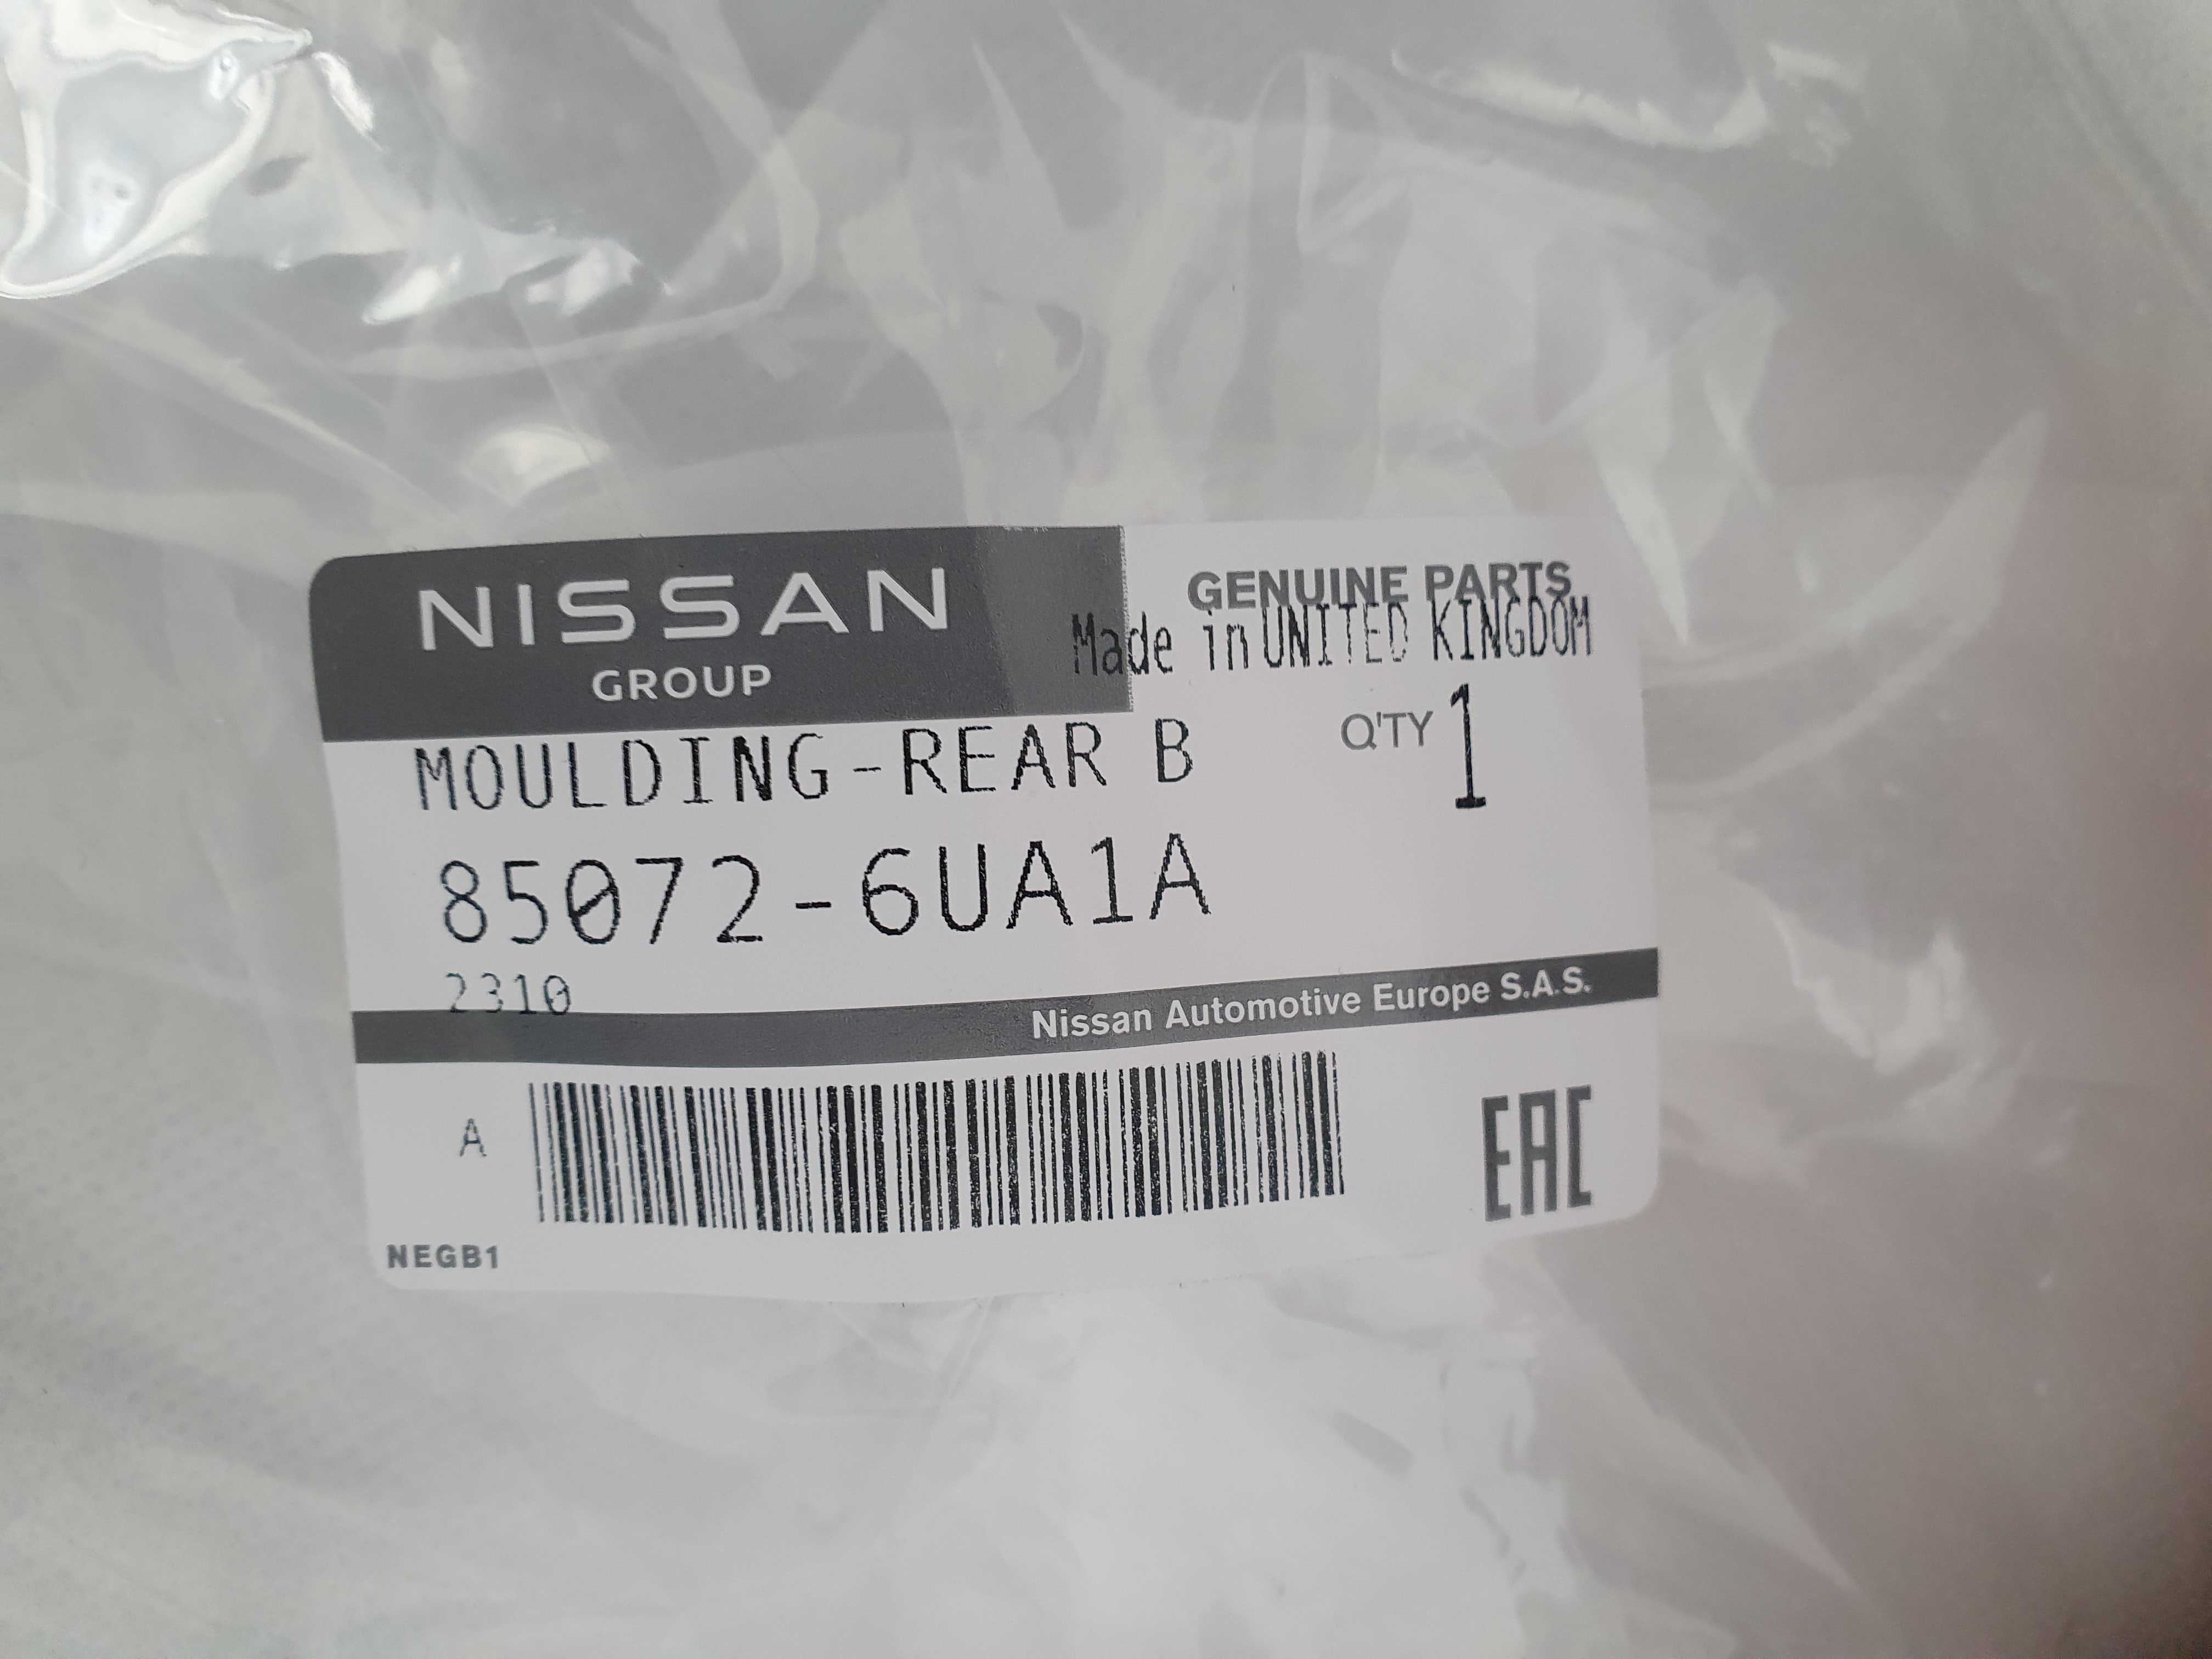 NISSAN
GROUP
GENUINE PARTS
Made in UNITED KINGDOM
MOULDING-REAR B
Q'TY 1
85072-6UA1A
2310
Nissan Automotive Europe S.A.S.
A
EAC
NEGB1